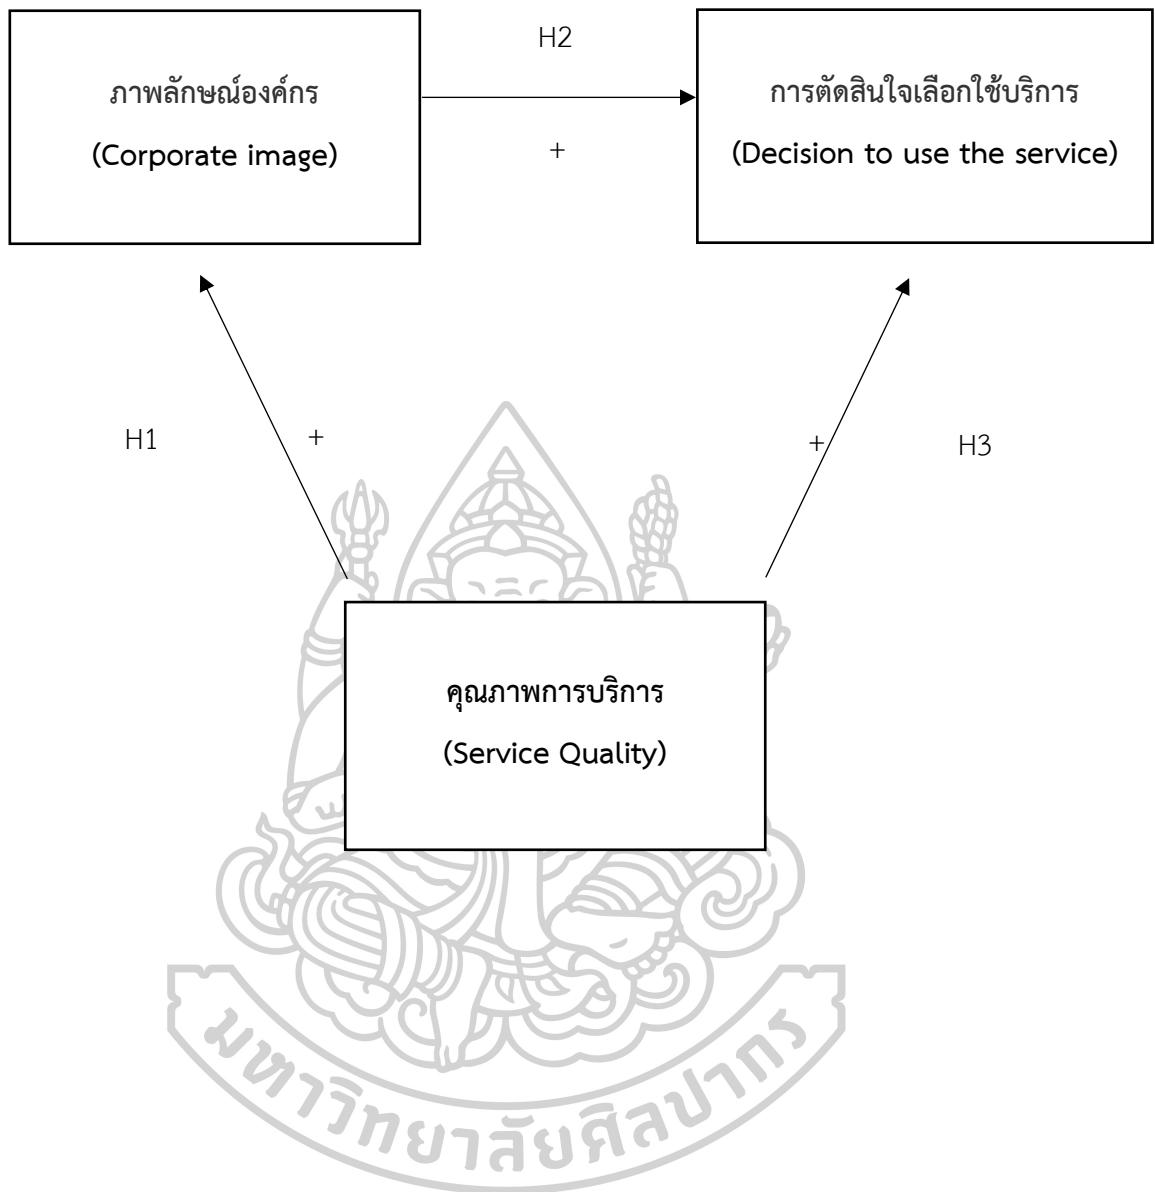 H2
ภาพลักษณ์องค์กร
(Corporate image)
+
การตัดสินใจเลือกใช้บริการ
(Decision to use the service)
H1
+
+
H3
คุณภาพการบริการ
(Service Quality)
มหาวิทยาลัยศิลปากร